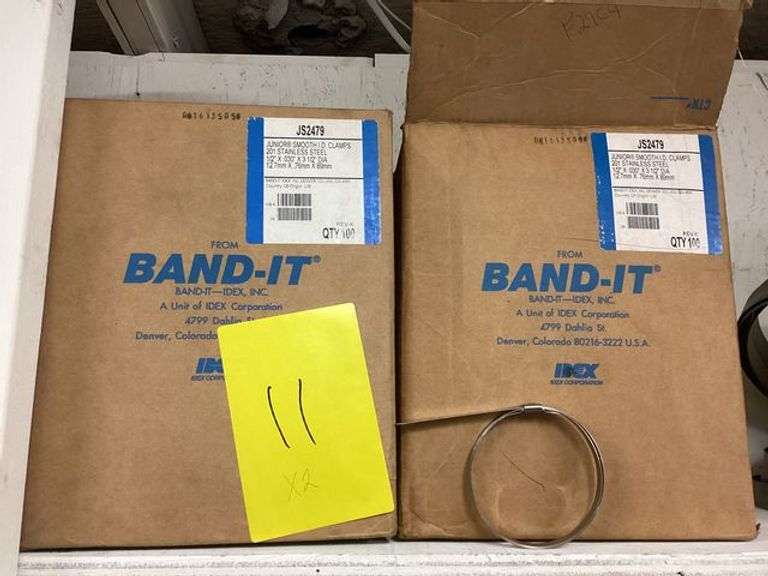 JS2479
JUNIOR® SMOOTH I.D. CLAMPS
201 STAINLESS STEEL
1/2" X .030" X 3 1/2" DIA
12.7mm X .76mm X 89mm
QTY 100
FROM
BAND-IT®
BAND-IT—IDEX, INC.
A Unit of IDEX Corporation
4799 Dahlia St.
Denver, Colorado
IDEX
IDEX CORP
11
X2
JS2479
JUNIOR® SMOOTH I.D. CLAMPS
201 STAINLESS STEEL
1/2" X .030" X 3 1/2" DIA
12.7mm X .76mm X 89mm
QTY 100
FROM
BAND-IT®
BAND-IT—IDEX, INC.
A Unit of IDEX Corporation
4799 Dahlia St.
Denver, Colorado 80216-3222 U.S.A.
IDEX
IDEX CORPORATION